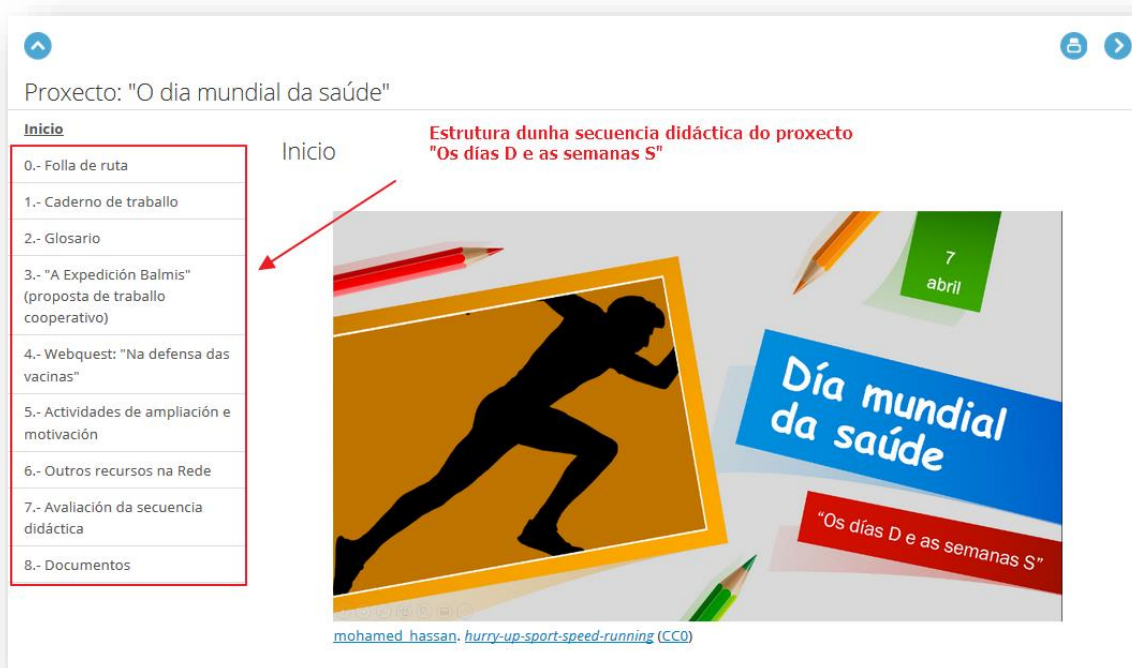 Proxecto: "O dia mundial da saúde"
Inicio
0.- Folla de ruta
1.- Caderno de traballo
2.- Glosario
3.- "A Expedición Balmis"
(proposta de traballo
cooperativo)
4.- Webquest: "Na defensa das
vacinas"
5.- Actividades de ampliación e
motivación
6.- Outros recursos na Rede
7.- Avaliación da secuencia
didáctica
8.- Documentos
Inicio
Estrutura dunha secuencia didáctica do proxecto
"Os días D e as semanas S"
7
abril
Día mundial
da saúde
“Os días D e as semanas S”
mohamed_hassan. hurry-up-sport-speed-running (CC0)